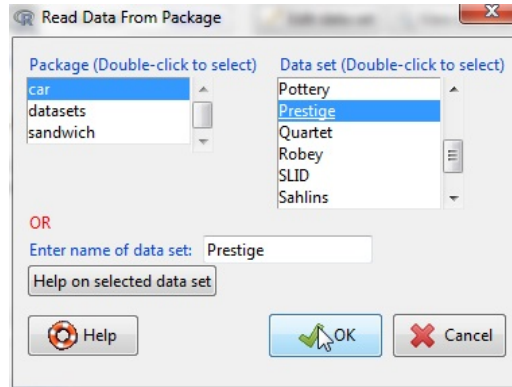 Read Data From Package
Package (Double-click to select)
car
datasets
sandwich
Data set (Double-click to select)
Pottery
Prestige
Quartet
Robey
SLID
Sahlins
OR
Enter name of data set: Prestige
Help on selected data set
Help
OK
Cancel